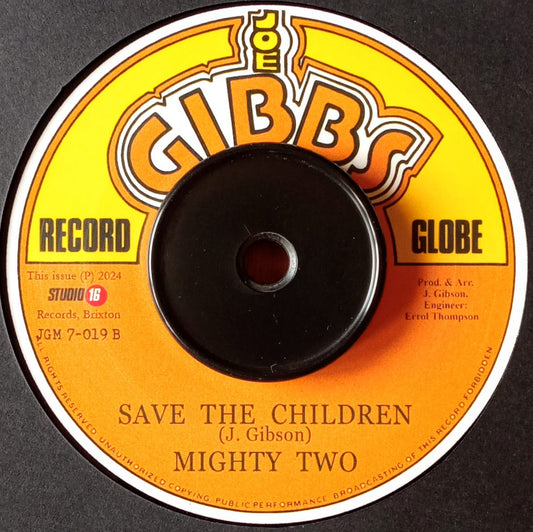 JOE
GIBBS
RECORD GLOBE
This issue (P) 2024
STUDIO 16
Records, Brixton
JGM 7-019 B
Prod. & Arr.
J. Gibson.
Engineer:
Errol Thompson
SAVE THE CHILDREN
(J. Gibson)
MIGHTY TWO
ALL RIGHTS RESERVED. UNAUTHORIZED COPYING, PUBLIC PERFORMANCE. BROADCASTING OF THIS RECORD FORBIDDEN